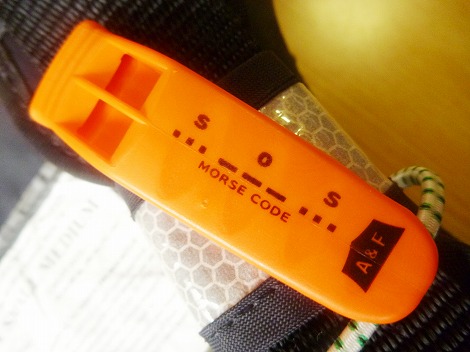 S O S
... --- ...
MORSE CODE
A&F